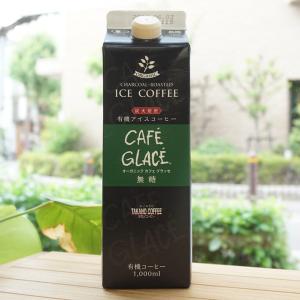 ORGANIC
CHARCOAL-ROASTED
ICE COFFEE
炭火焙煎
有機アイスコーヒー
CAFÉ
GLACÉ
オーガニック カフェ グラッセ
無糖
TAKANO COFFEE
有機コーヒー
1,000ml